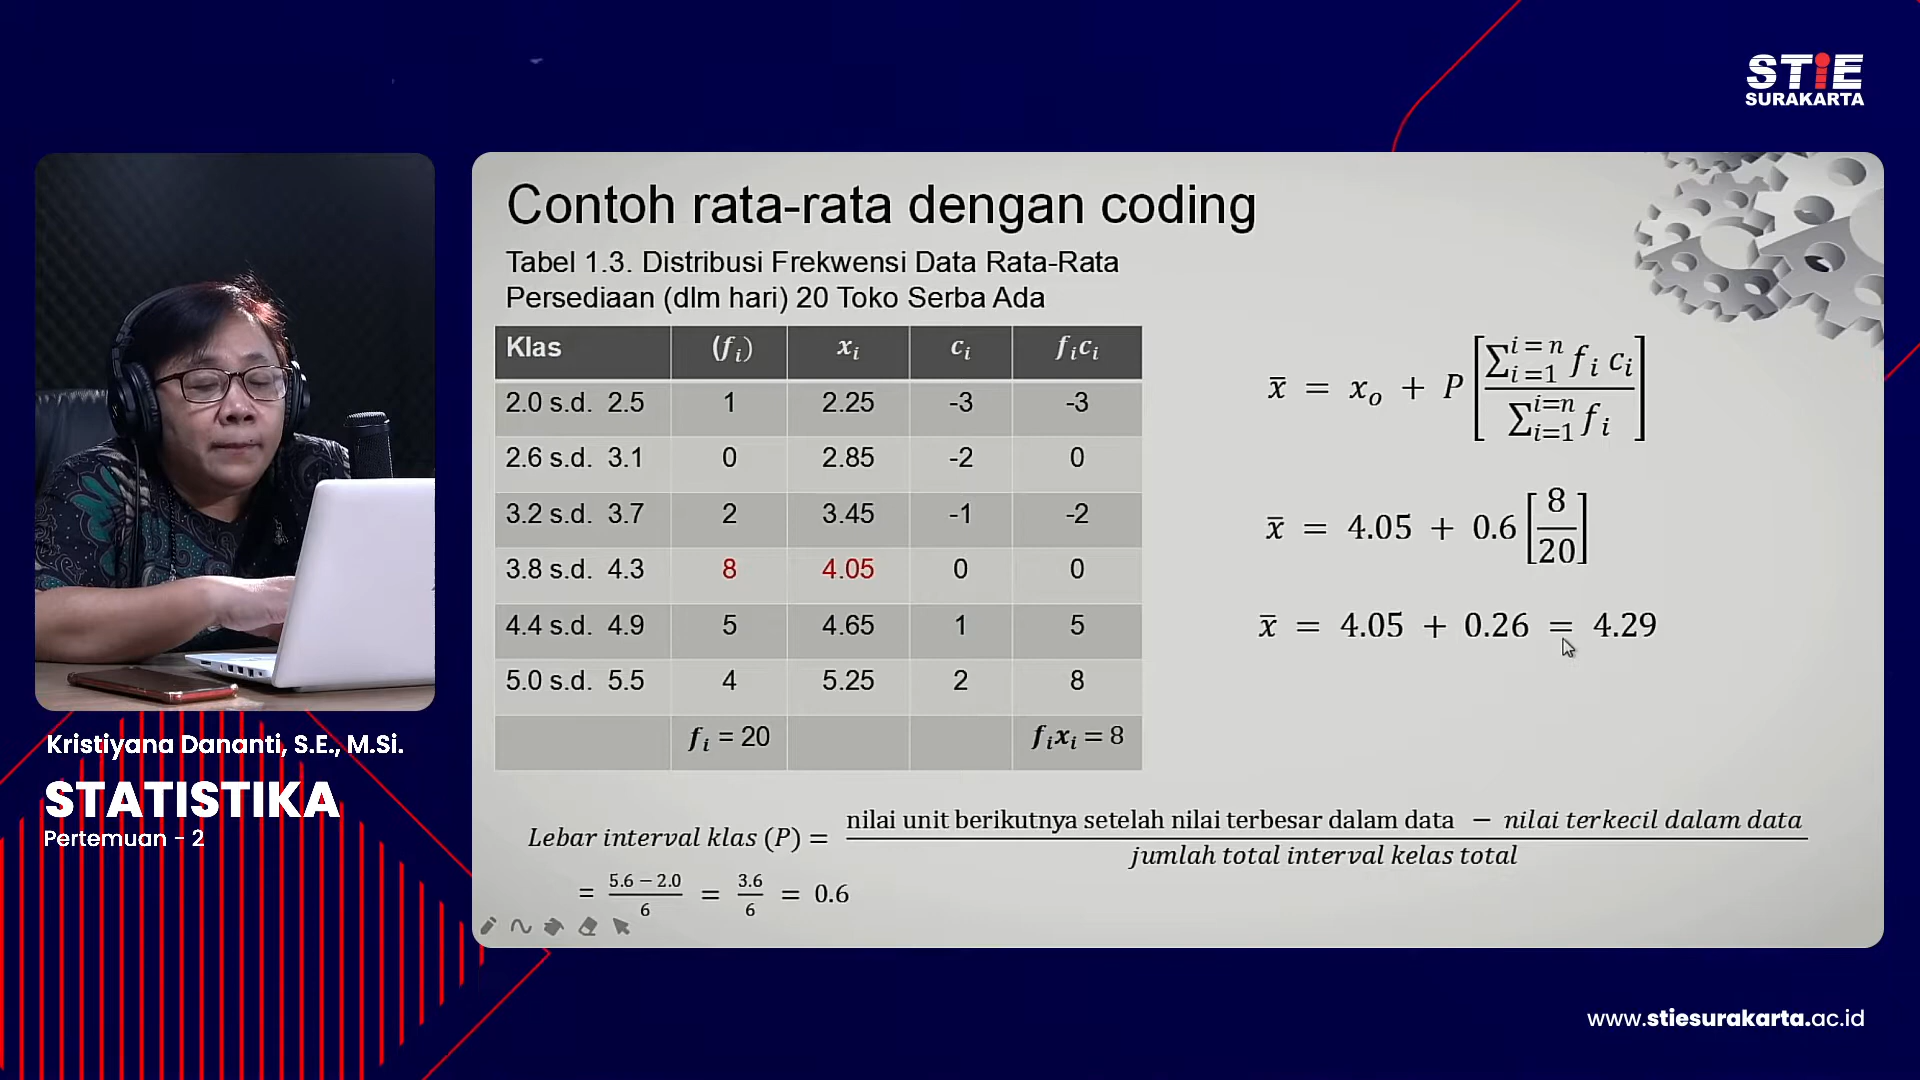 STiE
SURAKARTA
Contoh rata-rata dengan coding
Tabel 1.3. Distribusi Frekwensi Data Rata-Rata
Persediaan (dlm hari) 20 Toko Serba Ada
Klas (fᵢ) xᵢ cᵢ fᵢcᵢ
2.0 s.d. 2.5 1 2.25 -3 -3
2.6 s.d. 3.1 0 2.85 -2 0
3.2 s.d. 3.7 2 3.45 -1 -2
3.8 s.d. 4.3 8 4.05 0 0
4.4 s.d. 4.9 5 4.65 1 5
5.0 s.d. 5.5 4 5.25 2 8
fᵢ = 20 fᵢxᵢ = 8
x̄ = xₒ + P [∑ᵢ₌₁ⁱ⁼ⁿ fᵢ cᵢ / ∑ᵢ₌₁ⁱ⁼ⁿ fᵢ]
x̄ = 4.05 + 0.6 [8/20]
x̄ = 4.05 + 0.26 = 4.29
Lebar interval klas (P) = nilai unit berikutnya setelah nilai terbesar dalam data − nilai terkecil dalam data / jumlah total interval kelas total
= 5.6 − 2.0 / 6 = 3.6 / 6 = 0.6
Kristiyana Dananti, S.E., M.Si.
STATISTIKA
Pertemuan - 2
www.stiesurakarta.ac.id